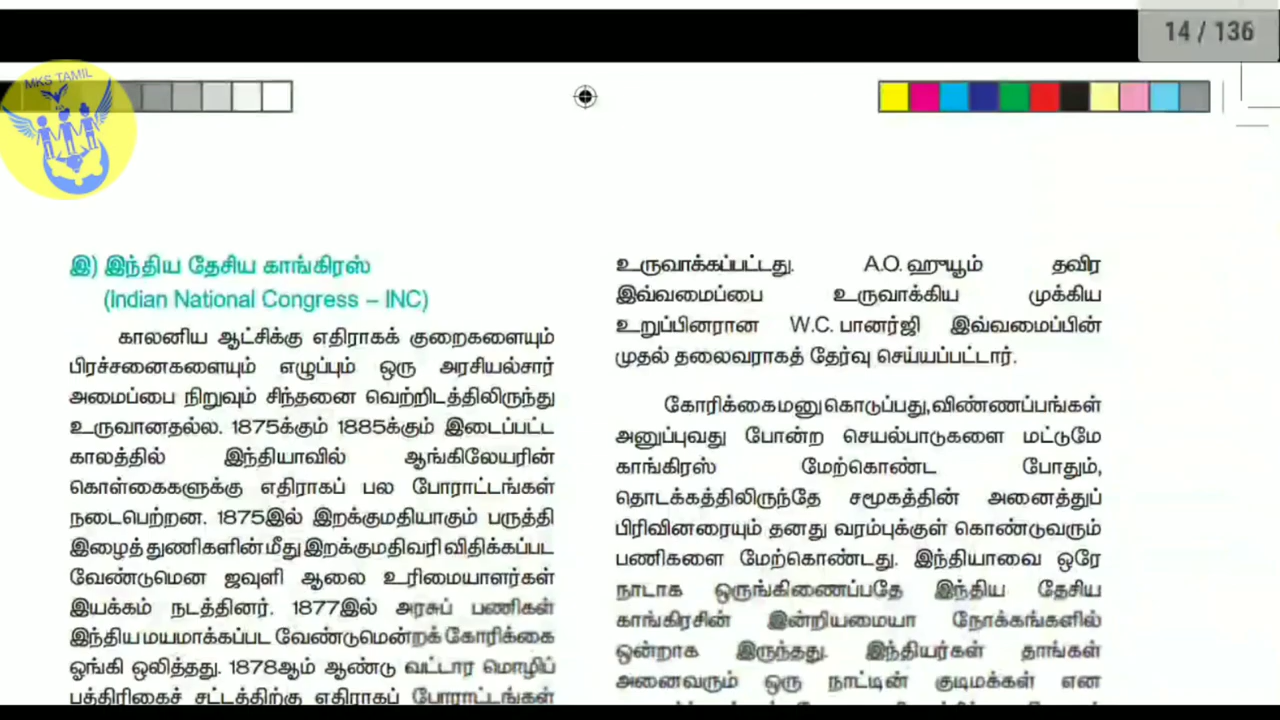 14 / 136
MKS TAMIL
இ) இந்திய தேசிய காங்கிரஸ்
(Indian National Congress – INC)
காலனிய ஆட்சிக்கு எதிராகக் குறைகளையும்
பிரச்சனைகளையும் எழுப்பும் ஒரு அரசியல்சார்
அமைப்பை நிறுவும் சிந்தனை வெற்றிடத்திலிருந்து
உருவானதல்ல. 1875க்கும் 1885க்கும் இடைப்பட்ட
காலத்தில் இந்தியாவில் ஆங்கிலேயரின்
கொள்கைகளுக்கு எதிராகப் பல போராட்டங்கள்
நடைபெற்றன. 1875இல் இறக்குமதியாகும் பருத்தி
இழைத் துணிகளின் மீது இறக்குமதி வரி விதிக்கப்பட
வேண்டுமென ஜவுளி ஆலை உரிமையாளர்கள்
இயக்கம் நடத்தினர். 1877இல் அரசுப் பணிகள்
இந்திய மயமாக்கப்பட வேண்டுமென்றக் கோரிக்கை
ஓங்கி ஒலித்தது. 1878ஆம் ஆண்டு வட்டார மொழிப்
பத்திரிகைச் சட்டத்திற்கு எதிராகப் போராட்டங்கள்
உருவாக்கப்பட்டது. A.O. ஹுயூம் தவிர
இவ்வமைப்பை உருவாக்கிய முக்கிய
உறுப்பினரான W.C. பானர்ஜி இவ்வமைப்பின்
முதல் தலைவராகத் தேர்வு செய்யப்பட்டார்.
கோரிக்கை மனு கொடுப்பது, விண்ணப்பங்கள்
அனுப்புவது போன்ற செயல்பாடுகளை மட்டுமே
காங்கிரஸ் மேற்கொண்ட போதும்,
தொடக்கத்திலிருந்தே சமூகத்தின் அனைத்துப்
பிரிவினரையும் தனது வரம்புக்குள் கொண்டுவரும்
பணிகளை மேற்கொண்டது. இந்தியாவை ஒரே
நாடாக ஒருங்கிணைப்பதே இந்திய தேசிய
காங்கிரசின் இன்றியமையா நோக்கங்களில்
ஒன்றாக இருந்தது. இந்தியர்கள் தாங்கள்
அனைவரும் ஒரு நாட்டின் குடிமக்கள் என